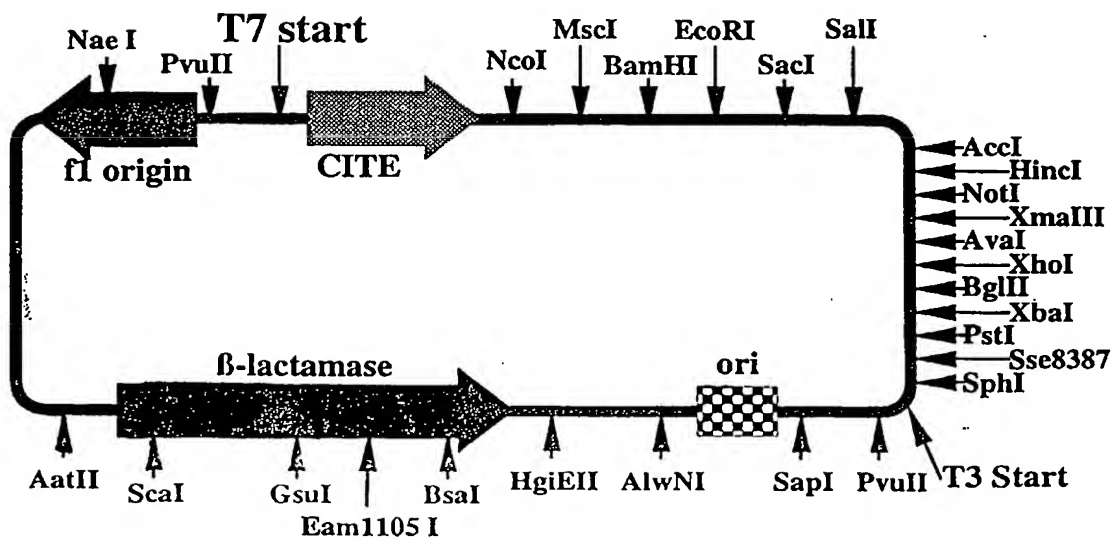 T7 start
Nae I
PvuII
NcoI
MscI
BamHI
EcoRI
SacI
SalI
f1 origin
CITE
AccI
HincI
NotI
XmaIII
AvaI
XhoI
BglII
XbaI
PstI
Sse8387
SphI
ß-lactamase
ori
AatII
ScaI
GsuI
Eam1105 I
BsaI
HgiEII
AlwNI
SapI
PvuII
T3 Start